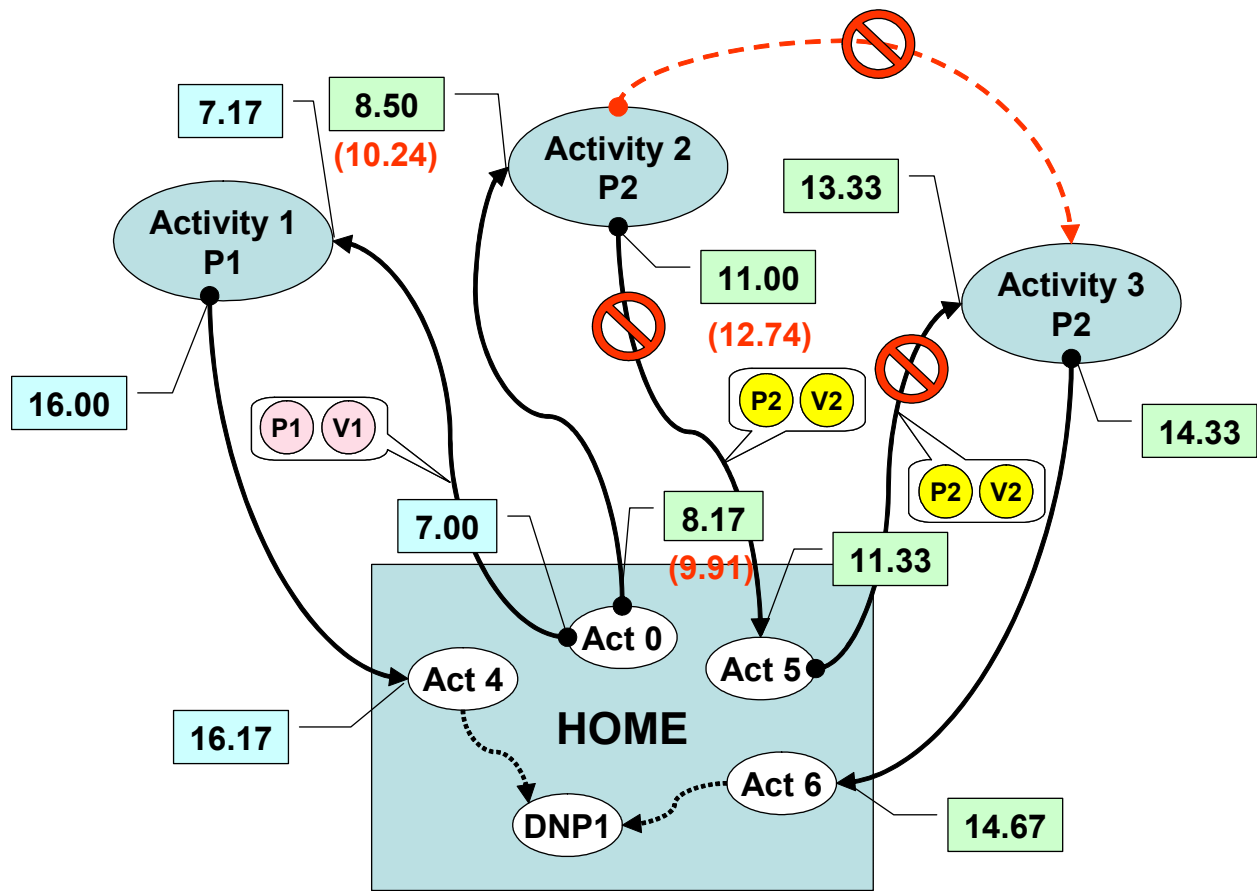 7.17
8.50
(10.24)
Activity 2
P2
13.33
Activity 1
P1
11.00
(12.74)
Activity 3
P2
16.00
P1 V1
P2 V2
14.33
P2 V2
7.00
8.17
(9.91)
11.33
Act 0
Act 4
Act 5
16.17
HOME
Act 6
DNP1
14.67